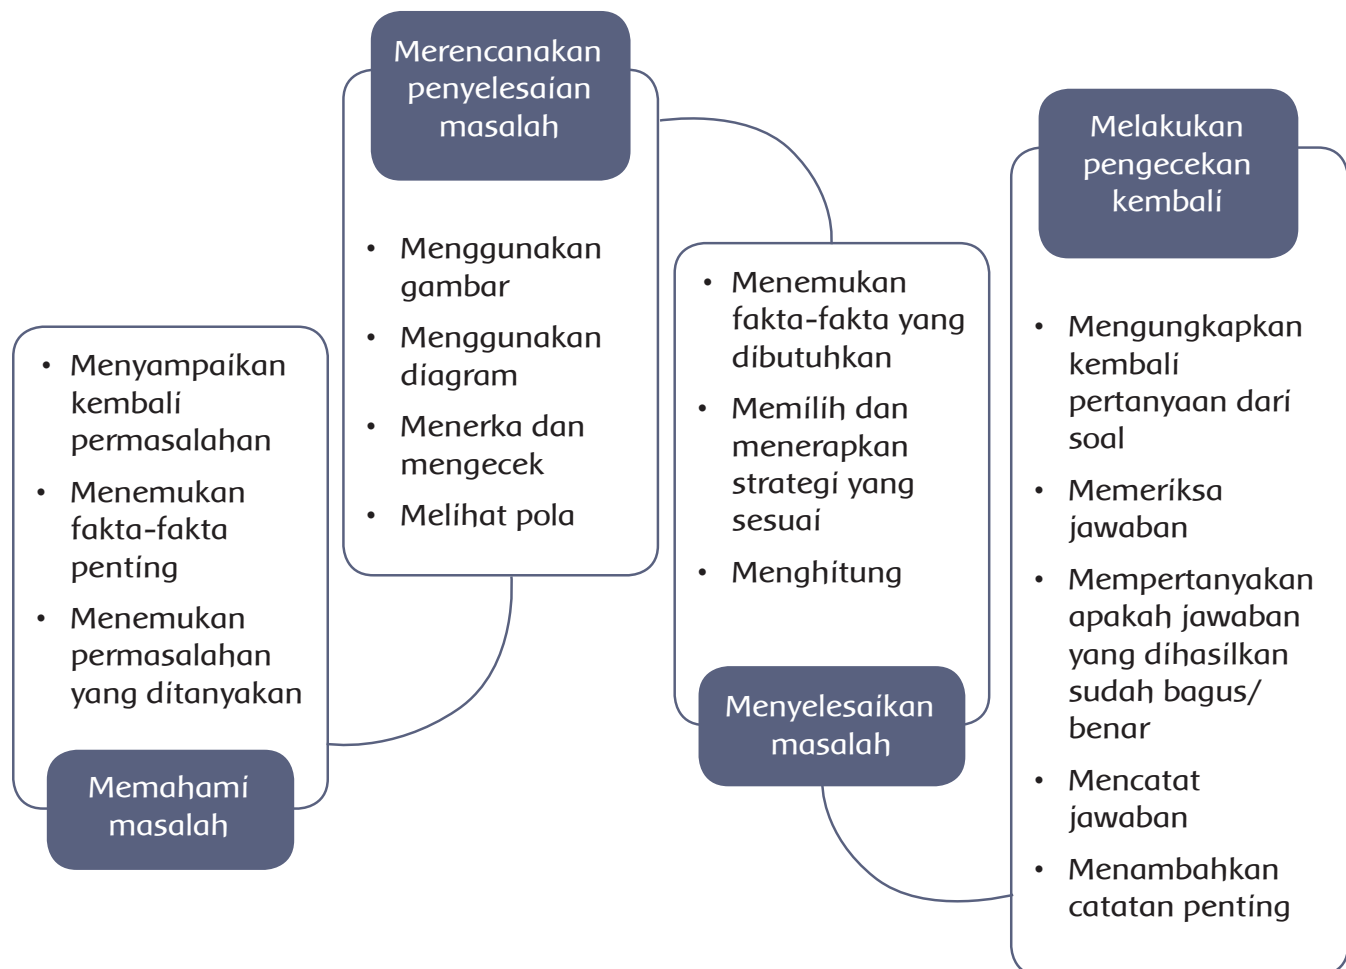 • Menyampaikan
kembali
permasalahan
• Menemukan
fakta-fakta
penting
• Menemukan
permasalahan
yang ditanyakan
Memahami
masalah
Merencanakan
penyelesaian
masalah
• Menggunakan
gambar
• Menggunakan
diagram
• Menerka dan
mengecek
• Melihat pola
• Menemukan
fakta-fakta yang
dibutuhkan
• Memilih dan
menerapkan
strategi yang
sesuai
• Menghitung
Menyelesaikan
masalah
Melakukan
pengecekan
kembali
• Mengungkapkan
kembali
pertanyaan dari
soal
• Memeriksa
jawaban
• Mempertanyakan
apakah jawaban
yang dihasilkan
sudah bagus/
benar
• Mencatat
jawaban
• Menambahkan
catatan penting